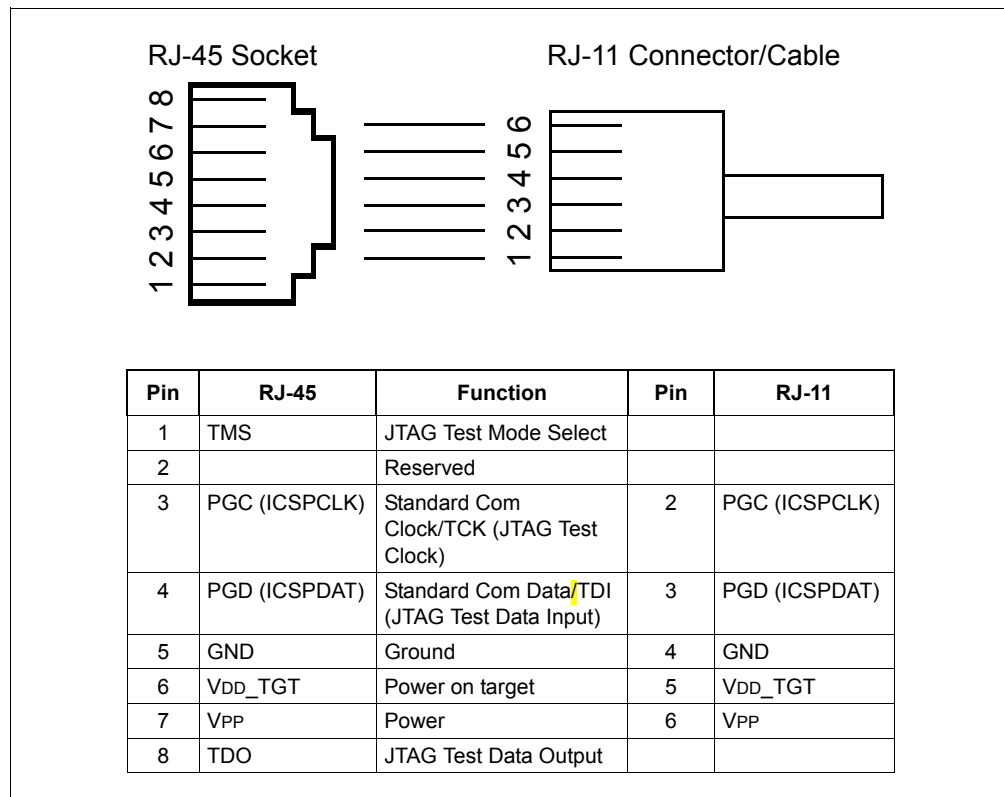 RJ-45 Socket
RJ-11 Connector/Cable
8
7
6
5
4
3
2
1
6
5
4
3
2
1
Pin RJ-45 Function Pin RJ-11
1 TMS JTAG Test Mode Select
2 Reserved
3 PGC (ICSPCLK) Standard Com 2 PGC (ICSPCLK)
Clock/TCK (JTAG Test
Clock)
4 PGD (ICSPDAT) Standard Com Data/TDI 3 PGD (ICSPDAT)
(JTAG Test Data Input)
5 GND Ground 4 GND
6 VDD_TGT Power on target 5 VDD_TGT
7 VPP Power 6 VPP
8 TDO JTAG Test Data Output